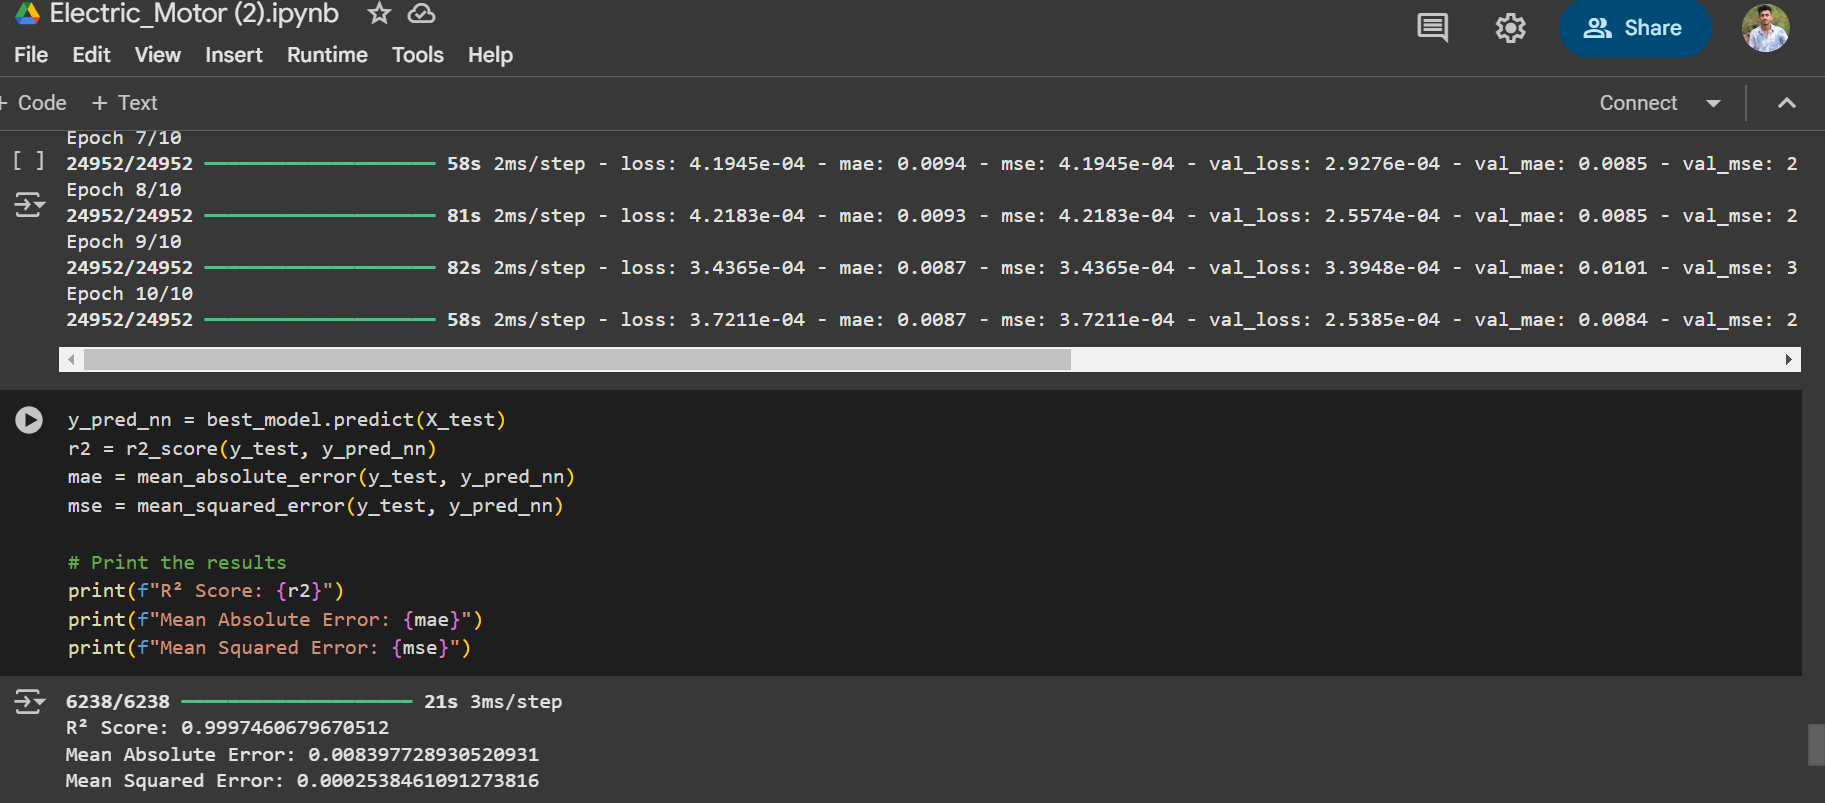 Electric_Motor (2).ipynb
File Edit View Insert Runtime Tools Help
Share
+ Code + Text
Connect
Epoch 7/10
[ ]
24952/24952 58s 2ms/step - loss: 4.1945e-04 - mae: 0.0094 - mse: 4.1945e-04 - val_loss: 2.9276e-04 - val_mae: 0.0085 - val_mse: 2
Epoch 8/10
24952/24952 81s 2ms/step - loss: 4.2183e-04 - mae: 0.0093 - mse: 4.2183e-04 - val_loss: 2.5574e-04 - val_mae: 0.0085 - val_mse: 2
Epoch 9/10
24952/24952 82s 2ms/step - loss: 3.4365e-04 - mae: 0.0087 - mse: 3.4365e-04 - val_loss: 3.3948e-04 - val_mae: 0.0101 - val_mse: 3
Epoch 10/10
24952/24952 58s 2ms/step - loss: 3.7211e-04 - mae: 0.0087 - mse: 3.7211e-04 - val_loss: 2.5385e-04 - val_mae: 0.0084 - val_mse: 2
y_pred_nn = best_model.predict(X_test)
r2 = r2_score(y_test, y_pred_nn)
mae = mean_absolute_error(y_test, y_pred_nn)
mse = mean_squared_error(y_test, y_pred_nn)
# Print the results
print(f"R² Score: {r2}")
print(f"Mean Absolute Error: {mae}")
print(f"Mean Squared Error: {mse}")
6238/6238 21s 3ms/step
R² Score: 0.9997460679670512
Mean Absolute Error: 0.008397728930520931
Mean Squared Error: 0.0002538461091273816